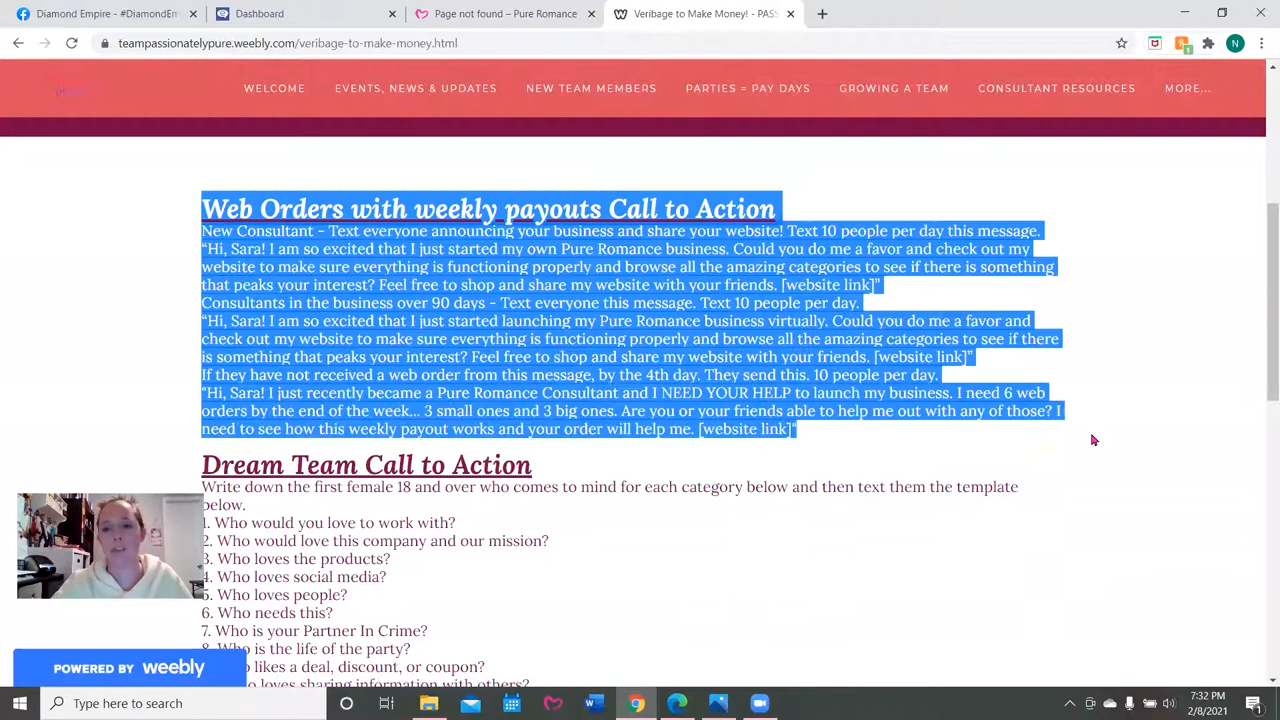 Diamond Empire - #DiamondEm
Dashboard
Page not found – Pure Romance
Veribage to Make Money! - PASS
teampassionatelypure.weebly.com/veribage-to-make-money.html
N
WELCOME
EVENTS, NEWS & UPDATES
NEW TEAM MEMBERS
PARTIES = PAY DAYS
GROWING A TEAM
CONSULTANT RESOURCES
MORE...
Web Orders with weekly payouts Call to Action
New Consultant - Text everyone announcing your business and share your website! Text 10 people per day this message.
“Hi, Sara! I am so excited that I just started my own Pure Romance business. Could you do me a favor and check out my
website to make sure everything is functioning properly and browse all the amazing categories to see if there is something
that peaks your interest? Feel free to shop and share my website with your friends. [website link]”
Consultants in the business over 90 days - Text everyone this message. Text 10 people per day.
“Hi, Sara! I am so excited that I just started launching my Pure Romance business virtually. Could you do me a favor and
check out my website to make sure everything is functioning properly and browse all the amazing categories to see if there
is something that peaks your interest? Feel free to shop and share my website with your friends. [website link]”
If they have not received a web order from this message, by the 4th day. They send this. 10 people per day.
"Hi, Sara! I just recently became a Pure Romance Consultant and I NEED YOUR HELP to launch my business. I need 6 web
orders by the end of the week... 3 small ones and 3 big ones. Are you or your friends able to help me out with any of those? I
need to see how this weekly payout works and your order will help me. [website link]"
Dream Team Call to Action
Write down the first female 18 and over who comes to mind for each category below and then text them the template
below.
1. Who would you love to work with?
2. Who would love this company and our mission?
3. Who loves the products?
4. Who loves social media?
5. Who loves people?
6. Who needs this?
7. Who is your Partner In Crime?
8. Who is the life of the party?
likes a deal, discount, or coupon?
loves sharing information with others?
POWERED BY weebly
Type here to search
7:32 PM
2/8/2021